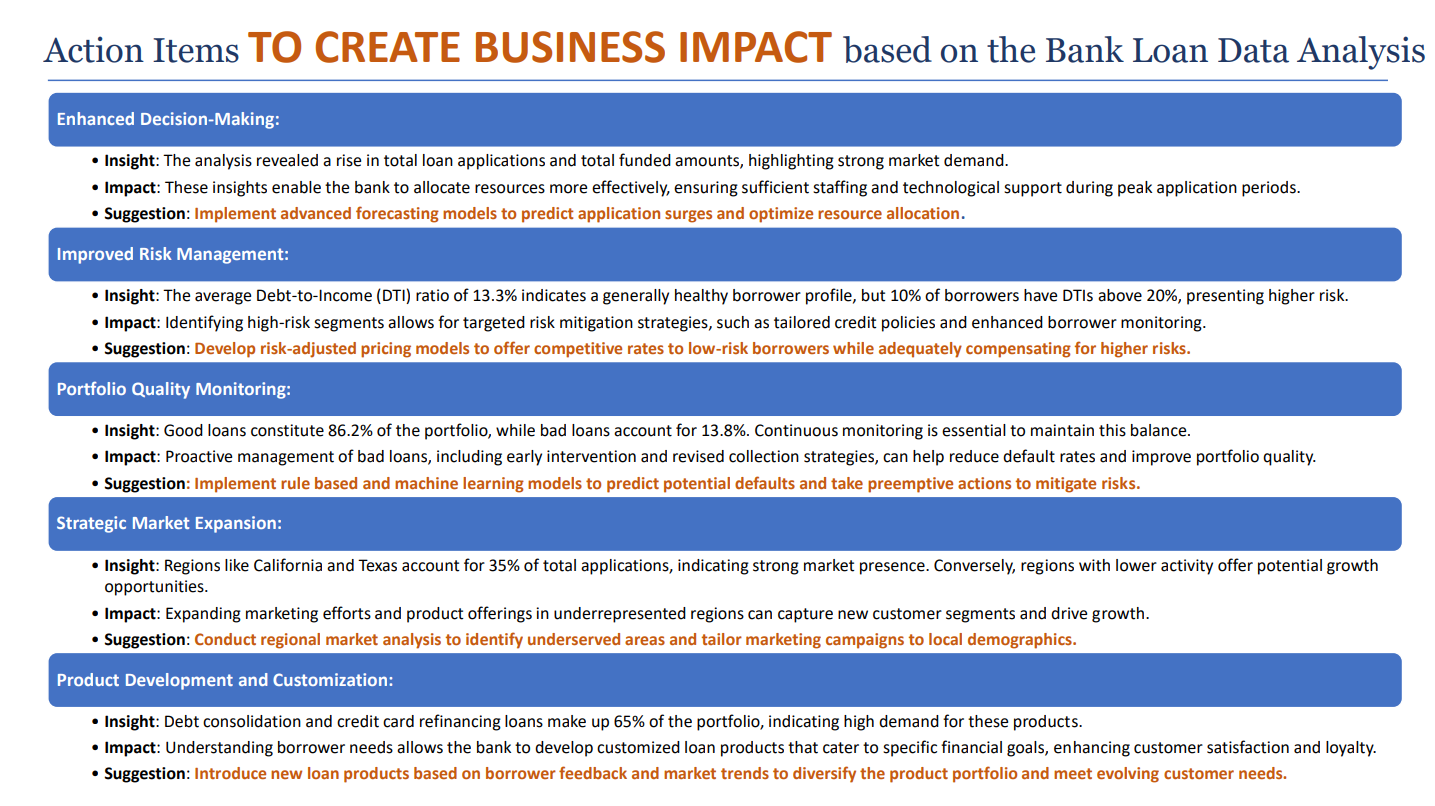 Action Items TO CREATE BUSINESS IMPACT based on the Bank Loan Data Analysis
Enhanced Decision-Making:
• Insight: The analysis revealed a rise in total loan applications and total funded amounts, highlighting strong market demand.
• Impact: These insights enable the bank to allocate resources more effectively, ensuring sufficient staffing and technological support during peak application periods.
• Suggestion: Implement advanced forecasting models to predict application surges and optimize resource allocation.
Improved Risk Management:
• Insight: The average Debt-to-Income (DTI) ratio of 13.3% indicates a generally healthy borrower profile, but 10% of borrowers have DTIs above 20%, presenting higher risk.
• Impact: Identifying high-risk segments allows for targeted risk mitigation strategies, such as tailored credit policies and enhanced borrower monitoring.
• Suggestion: Develop risk-adjusted pricing models to offer competitive rates to low-risk borrowers while adequately compensating for higher risks.
Portfolio Quality Monitoring:
• Insight: Good loans constitute 86.2% of the portfolio, while bad loans account for 13.8%. Continuous monitoring is essential to maintain this balance.
• Impact: Proactive management of bad loans, including early intervention and revised collection strategies, can help reduce default rates and improve portfolio quality.
• Suggestion: Implement rule based and machine learning models to predict potential defaults and take preemptive actions to mitigate risks.
Strategic Market Expansion:
• Insight: Regions like California and Texas account for 35% of total applications, indicating strong market presence. Conversely, regions with lower activity offer potential growth
opportunities.
• Impact: Expanding marketing efforts and product offerings in underrepresented regions can capture new customer segments and drive growth.
• Suggestion: Conduct regional market analysis to identify underserved areas and tailor marketing campaigns to local demographics.
Product Development and Customization:
• Insight: Debt consolidation and credit card refinancing loans make up 65% of the portfolio, indicating high demand for these products.
• Impact: Understanding borrower needs allows the bank to develop customized loan products that cater to specific financial goals, enhancing customer satisfaction and loyalty.
• Suggestion: Introduce new loan products based on borrower feedback and market trends to diversify the product portfolio and meet evolving customer needs.